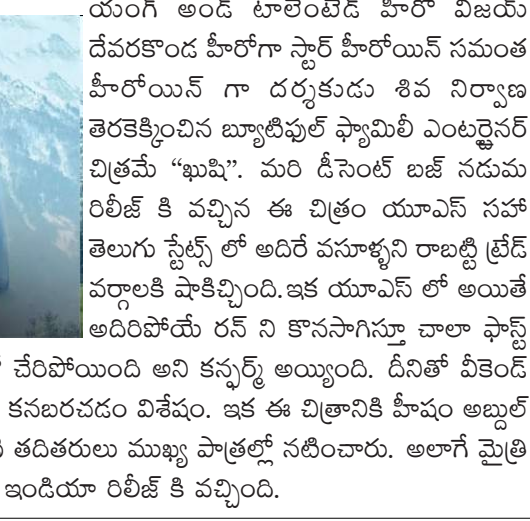 యంగ్ అండ్ టాలెంటెడ్ హీరో విజయ్
దేవరకొండ హీరోగా స్టార్ హీరోయిన్ సమంత
హీరోయిన్ గా దర్శకుడు శివ నిర్వాణ
తెరకెక్కించిన బ్యూటిఫుల్ ఫ్యామిలీ ఎంటర్టైనర్
చిత్రమే “ఖుషి”. మరి డీసెంట్ బజ్ నడుమ
రిలీజ్ కి వచ్చిన ఈ చిత్రం యూఎస్ సహా
తెలుగు స్టేట్స్ లో అదిరే వసూళ్ళని రాబట్టి ట్రేడ్
వర్గాలకి షాకిచ్చింది.ఇక యూఎస్ లో అయితే
అదిరిపోయే రన్ ని కొనసాగిస్తూ చాలా ఫాస్ట్
చేరిపోయింది అని కన్ఫర్మ్ అయ్యింది. దీనితో వీకెండ్
కనబరచడం విశేషం. ఇక ఈ చిత్రానికి హీషం అబ్దుల్
తదితరులు ముఖ్య పాత్రల్లో నటించారు. అలాగే మైత్రి
ఇండియా రిలీజ్ కి వచ్చింది.